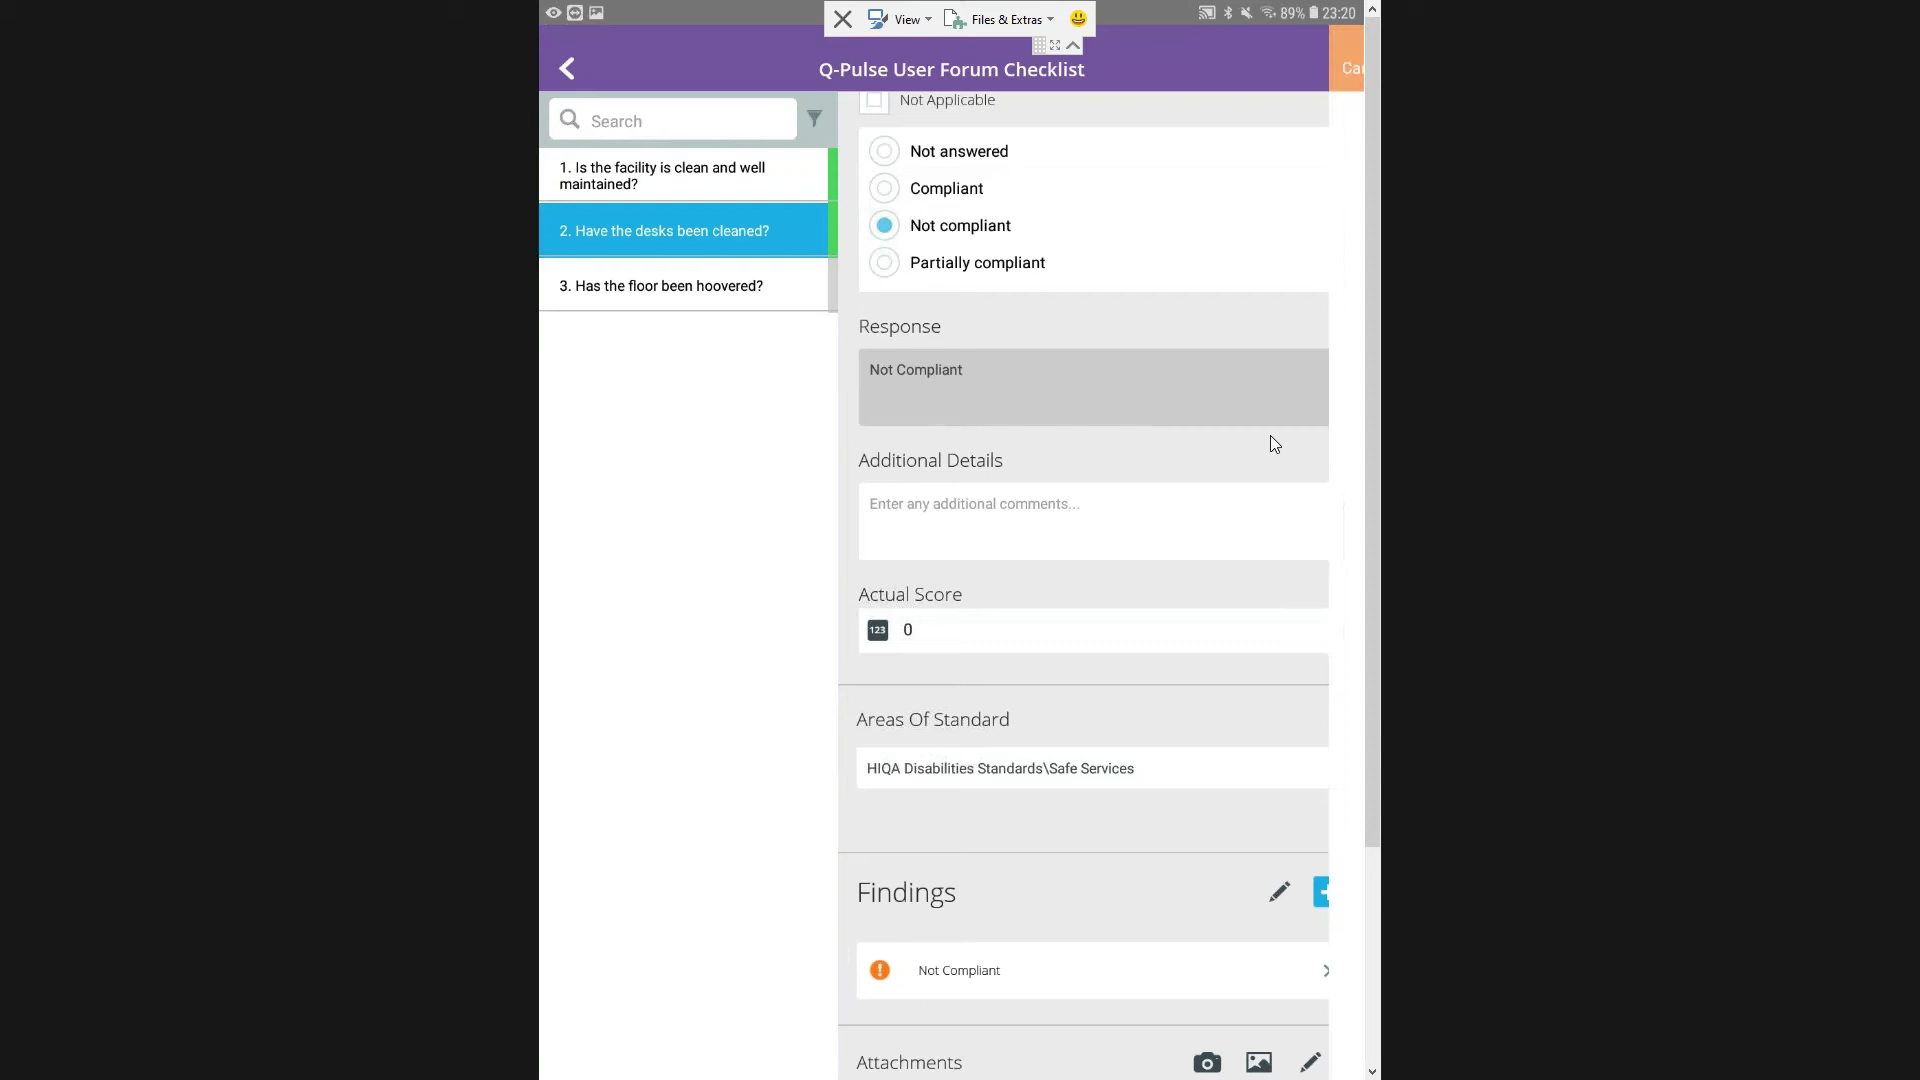 89% 23:20
View
Files & Extras
Q-Pulse User Forum Checklist
Search
1. Is the facility is clean and well
maintained?
2. Have the desks been cleaned?
3. Has the floor been hoovered?
Not Applicable
Not answered
Compliant
Not compliant
Partially compliant
Response
Not Compliant
Additional Details
Enter any additional comments...
Actual Score
123 0
Areas Of Standard
HIQA Disabilities Standards\Safe Services
Findings
Not Compliant
Attachments